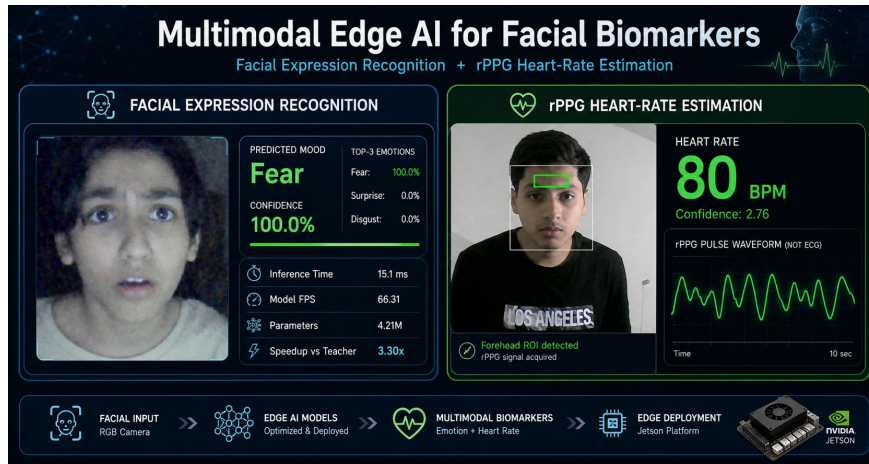 Multimodal Edge AI for Facial Biomarkers
Facial Expression Recognition + rPPG Heart-Rate Estimation
FACIAL EXPRESSION RECOGNITION
PREDICTED MOOD
Fear
CONFIDENCE
100.0%
TOP-3 EMOTIONS
Fear: 100.0%
Surprise: 0.0%
Disgust: 0.0%
Inference Time 15.1 ms
Model FPS 66.31
Parameters 4.21M
Speedup vs Teacher 3.30x
rPPG HEART-RATE ESTIMATION
LOS ANGELES
Forehead ROI detected
rPPG signal acquired
HEART RATE
80 BPM
Confidence: 2.76
rPPG PULSE WAVEFORM (NOT ECG)
Time 10 sec
FACIAL INPUT
RGB Camera
EDGE AI MODELS
Optimized & Deployed
MULTIMODAL BIOMARKERS
Emotion + Heart Rate
EDGE DEPLOYMENT
Jetson Platform
NVIDIA.
JETSON